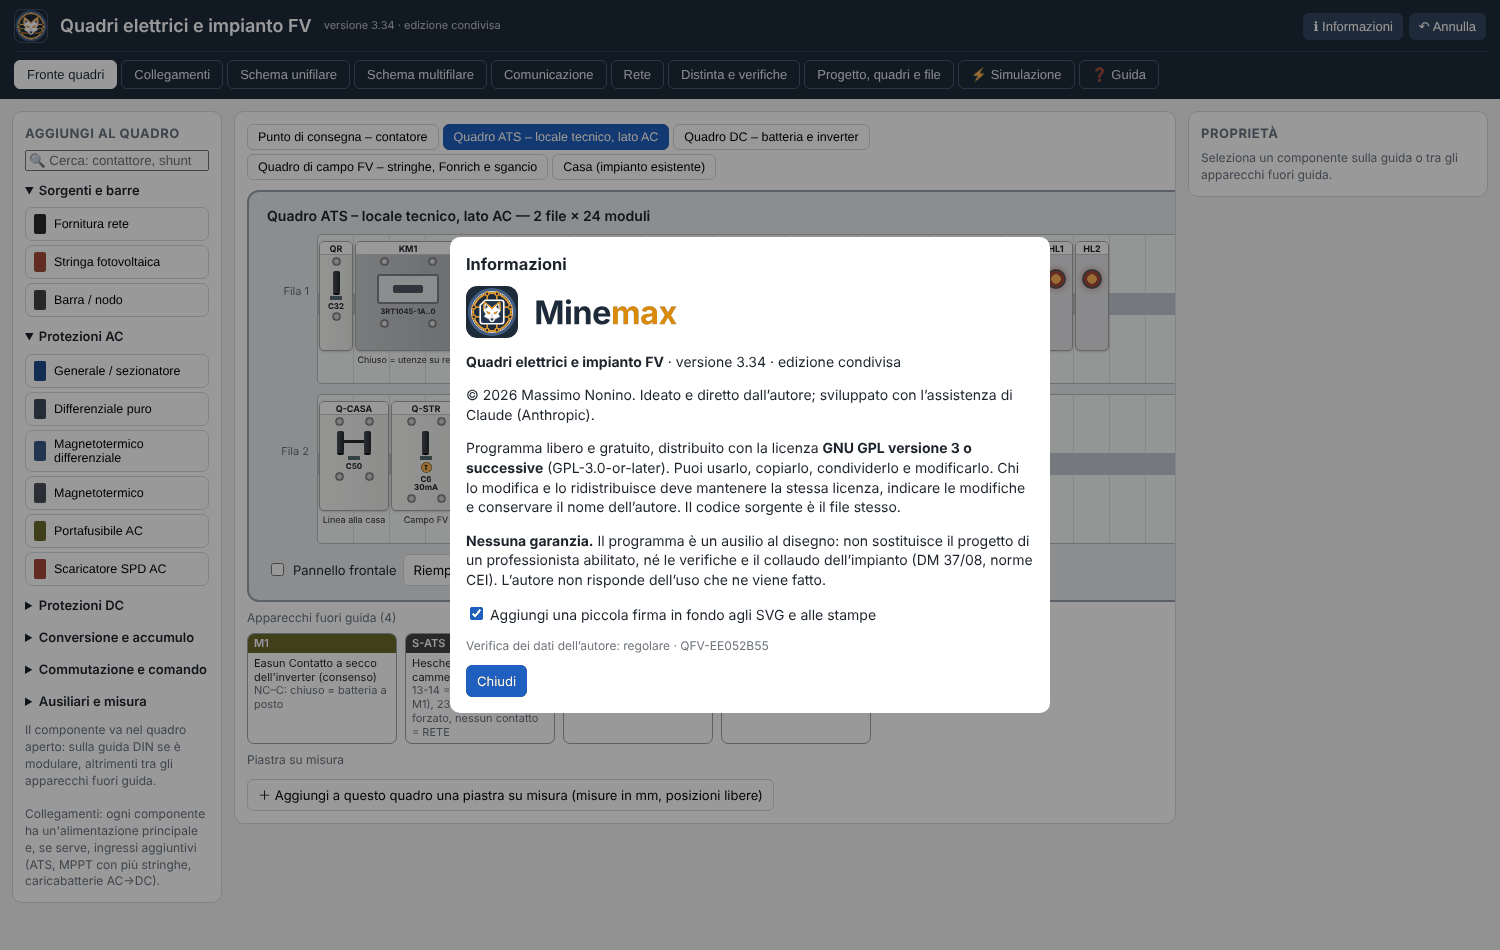 Quadri elettrici e impianto FV versione 3.34 · edizione condivisa
ℹ Informazioni
↶ Annulla
Fronte quadri
Collegamenti
Schema unifilare
Schema multifilare
Comunicazione
Rete
Distinta e verifiche
Progetto, quadri e file
⚡ Simulazione
❓ Guida
AGGIUNGI AL QUADRO
🔍 Cerca: contattore, shunt
▼ Sorgenti e barre
Fornitura rete
Stringa fotovoltaica
Barra / nodo
▼ Protezioni AC
Generale / sezionatore
Differenziale puro
Magnetotermico
differenziale
Magnetotermico
Portafusibile AC
Scaricatore SPD AC
▶ Protezioni DC
▶ Conversione e accumulo
▶ Commutazione e comando
▶ Ausiliari e misura
Il componente va nel quadro
aperto: sulla guida DIN se è
modulare, altrimenti tra gli
apparecchi fuori guida.
Collegamenti: ogni componente
ha un'alimentazione principale
e, se serve, ingressi aggiuntivi
(ATS, MPPT con più stringhe,
caricabatterie AC→DC).
Punto di consegna – contatore
Quadro ATS – locale tecnico, lato AC
Quadro DC – batteria e inverter
Quadro di campo FV – stringhe, Fonrich e sgancio
Casa (impianto esistente)
Quadro ATS – locale tecnico, lato AC — 2 file × 24 moduli
Fila 1
QR
C32
KM1
3RT1045-1A..0
Chiuso = utenze su re
HL1
HL2
Fila 2
Q-CASA
C50
Linea alla casa
Q-STR
T
C6
30mA
Campo FV
Pannello frontale
Riemp
Apparecchi fuori guida (4)
M1
Easun Contatto a secco
dell'inverter (consenso)
NC–C: chiuso = batteria a
posto
S-ATS
Hesche
camme
13-14 =
M1), 23
forzato, nessun contatto
= RETE
Piastra su misura
＋ Aggiungi a questo quadro una piastra su misura (misure in mm, posizioni libere)
PROPRIETÀ
Seleziona un componente sulla guida o tra gli
apparecchi fuori guida.
Informazioni
Minemax
Quadri elettrici e impianto FV · versione 3.34 · edizione condivisa
© 2026 Massimo Nonino. Ideato e diretto dall’autore; sviluppato con l’assistenza di
Claude (Anthropic).
Programma libero e gratuito, distribuito con la licenza GNU GPL versione 3 o
successive (GPL-3.0-or-later). Puoi usarlo, copiarlo, condividerlo e modificarlo. Chi
lo modifica e lo ridistribuisce deve mantenere la stessa licenza, indicare le modifiche
e conservare il nome dell’autore. Il codice sorgente è il file stesso.
Nessuna garanzia. Il programma è un ausilio al disegno: non sostituisce il progetto di
un professionista abilitato, né le verifiche e il collaudo dell’impianto (DM 37/08, norme
CEI). L’autore non risponde dell’uso che ne viene fatto.
Aggiungi una piccola firma in fondo agli SVG e alle stampe
Verifica dei dati dell’autore: regolare · QFV-EE052B55
Chiudi